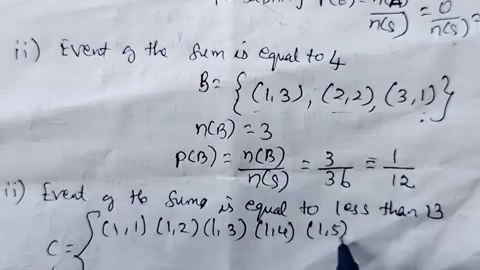 P(E) = n(A)/n(S) = 0/n(S) =
ii) Event of the sum is equal to 4
B = { (1,3), (2,2), (3,1) }
n(B) = 3
P(B) = n(B)/n(S) = 3/36 = 1/12
ii) Event of the sum is equal to less than 13
C = { (1,1) (1,2) (1,3) (1,4) (1,5)